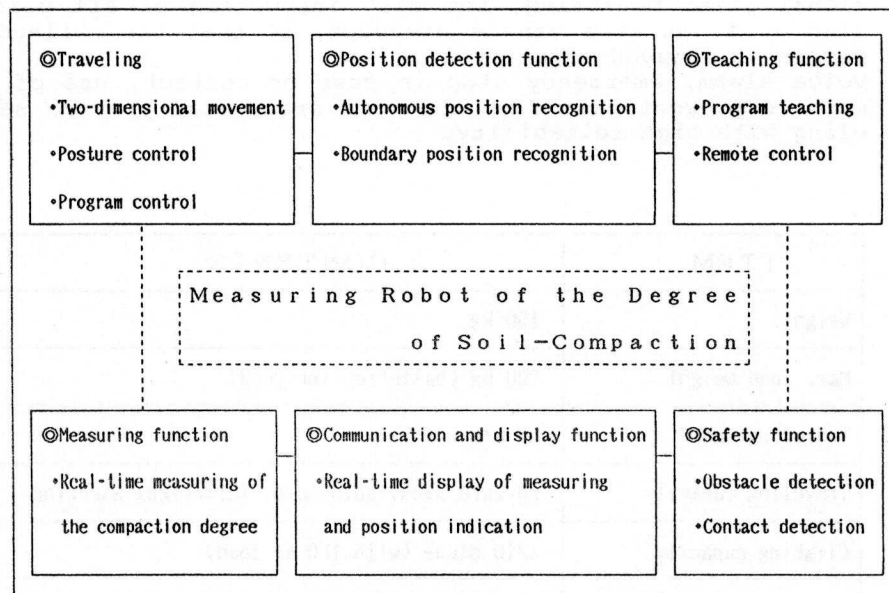 ◎Traveling
•Two-dimensional movement
•Posture control
•Program control
◎Position detection function
•Autonomous position recognition
•Boundary position recognition
◎Teaching function
•Program teaching
•Remote control
Measuring Robot of the Degree
of Soil-Compaction
◎Measuring function
•Real-time measuring of
the compaction degree
◎Communication and display function
•Real-time display of measuring
and position indication
◎Safety function
•Obstacle detection
•Contact detection